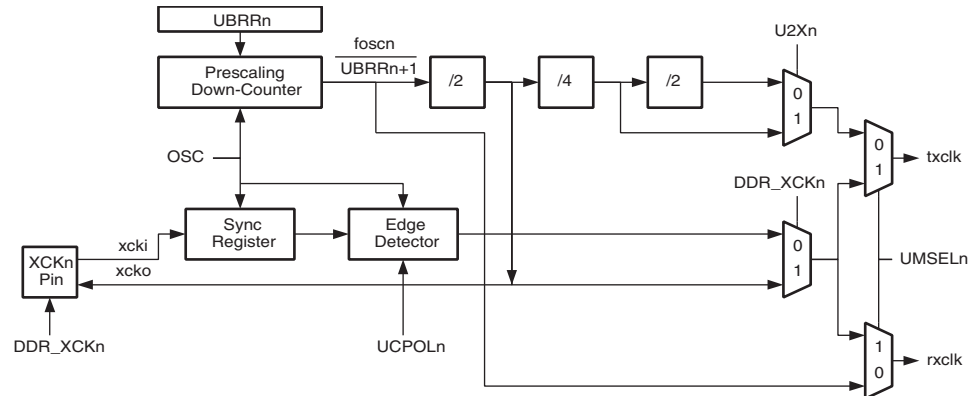 UBRRn
foscn
UBRRn+1
U2Xn
Prescaling
Down-Counter
/2
/4
/2
0
1
OSC
0
1
txclk
DDR_XCKn
Sync
Register
Edge
Detector
xcki
xcko
XCKn
Pin
0
1
UMSELn
DDR_XCKn
UCPOLn
1
0
rxclk